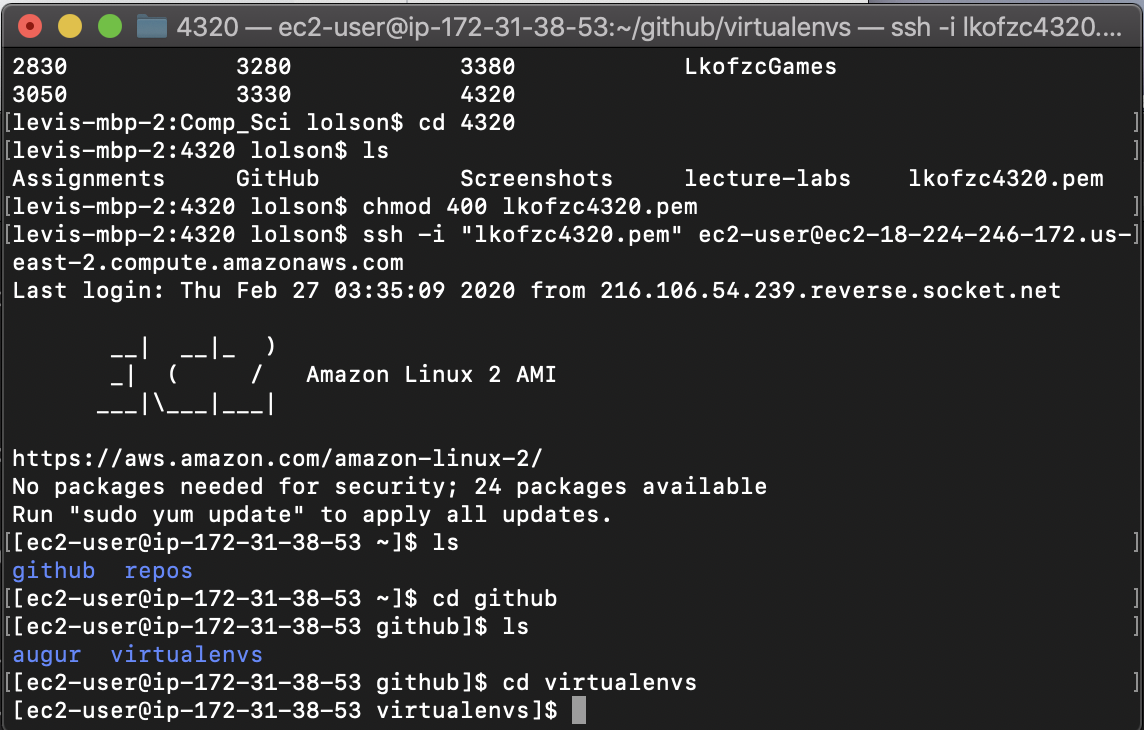 4320 — ec2-user@ip-172-31-38-53:~/github/virtualenvs — ssh -i lkofzc4320.…
2830            3280            3380            LkofzcGames
3050            3330            4320
[levis-mbp-2:Comp_Sci lolson$ cd 4320                                           ]
[levis-mbp-2:4320 lolson$ ls                                                    ]
Assignments     GitHub          Screenshots     lecture-labs    lkofzc4320.pem
[levis-mbp-2:4320 lolson$ chmod 400 lkofzc4320.pem                              ]
[levis-mbp-2:4320 lolson$ ssh -i "lkofzc4320.pem" ec2-user@ec2-18-224-246-172.us-]
east-2.compute.amazonaws.com
Last login: Thu Feb 27 03:35:09 2020 from 216.106.54.239.reverse.socket.net
       __|  __|_  )
       _|  (     /   Amazon Linux 2 AMI
      ___|\___|___|
https://aws.amazon.com/amazon-linux-2/
No packages needed for security; 24 packages available
Run "sudo yum update" to apply all updates.
[[ec2-user@ip-172-31-38-53 ~]$ ls                                               ]
github  repos
[[ec2-user@ip-172-31-38-53 ~]$ cd github                                        ]
[[ec2-user@ip-172-31-38-53 github]$ ls                                          ]
augur  virtualenvs
[[ec2-user@ip-172-31-38-53 github]$ cd virtualenvs                              ]
[ec2-user@ip-172-31-38-53 virtualenvs]$